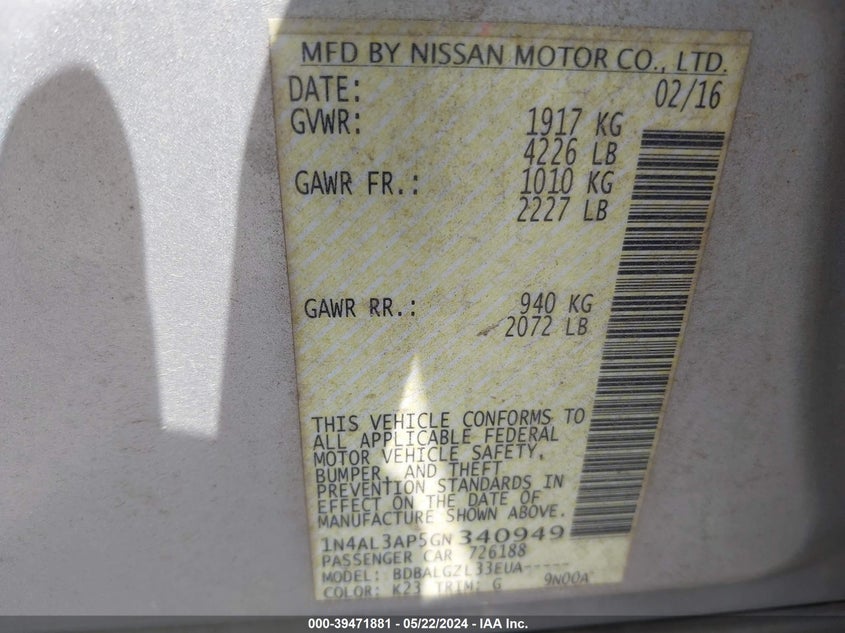 MFD BY NISSAN MOTOR CO., LTD.
DATE: 02/16
GVWR: 1917 KG
4226 LB
GAWR FR.: 1010 KG
2227 LB
GAWR RR.: 940 KG
2072 LB
THIS VEHICLE CONFORMS TO
ALL APPLICABLE FEDERAL
MOTOR VEHICLE SAFETY,
BUMPER, AND THEFT
PREVENTION STANDARDS IN
EFFECT ON THE DATE OF
MANUFACTURE SHOWN ABOVE.
1N4AL3AP5GN340949
PASSENGER CAR 726188
MODEL: BDBALGZL33EUA-----
COLOR: K23 TRIM: G 9N00A
000-39471881 - 05/22/2024 - IAA Inc.